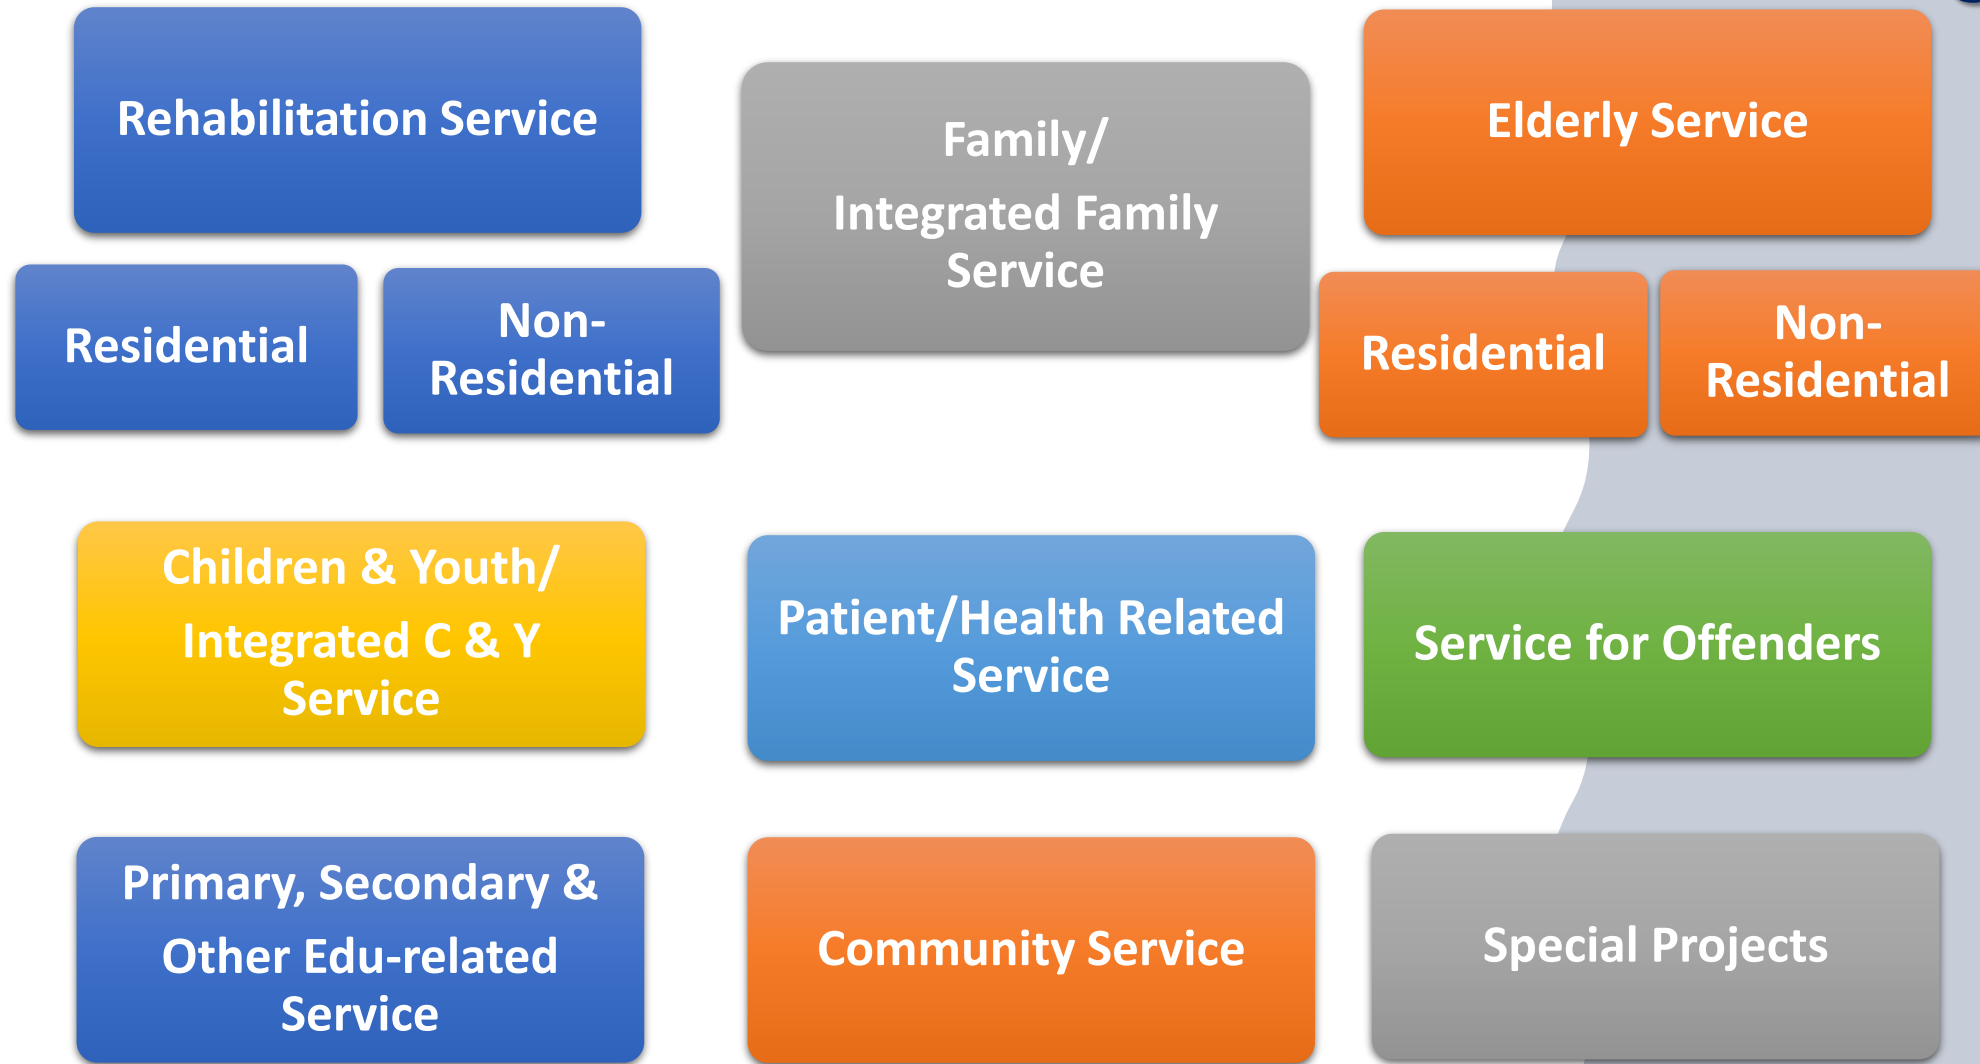 Rehabilitation Service
Family/
Integrated Family
Service
Elderly Service
Residential
Non-
Residential
Residential
Non-
Residential
Children & Youth/
Integrated C & Y
Service
Patient/Health Related
Service
Service for Offenders
Primary, Secondary &
Other Edu-related
Service
Community Service
Special Projects